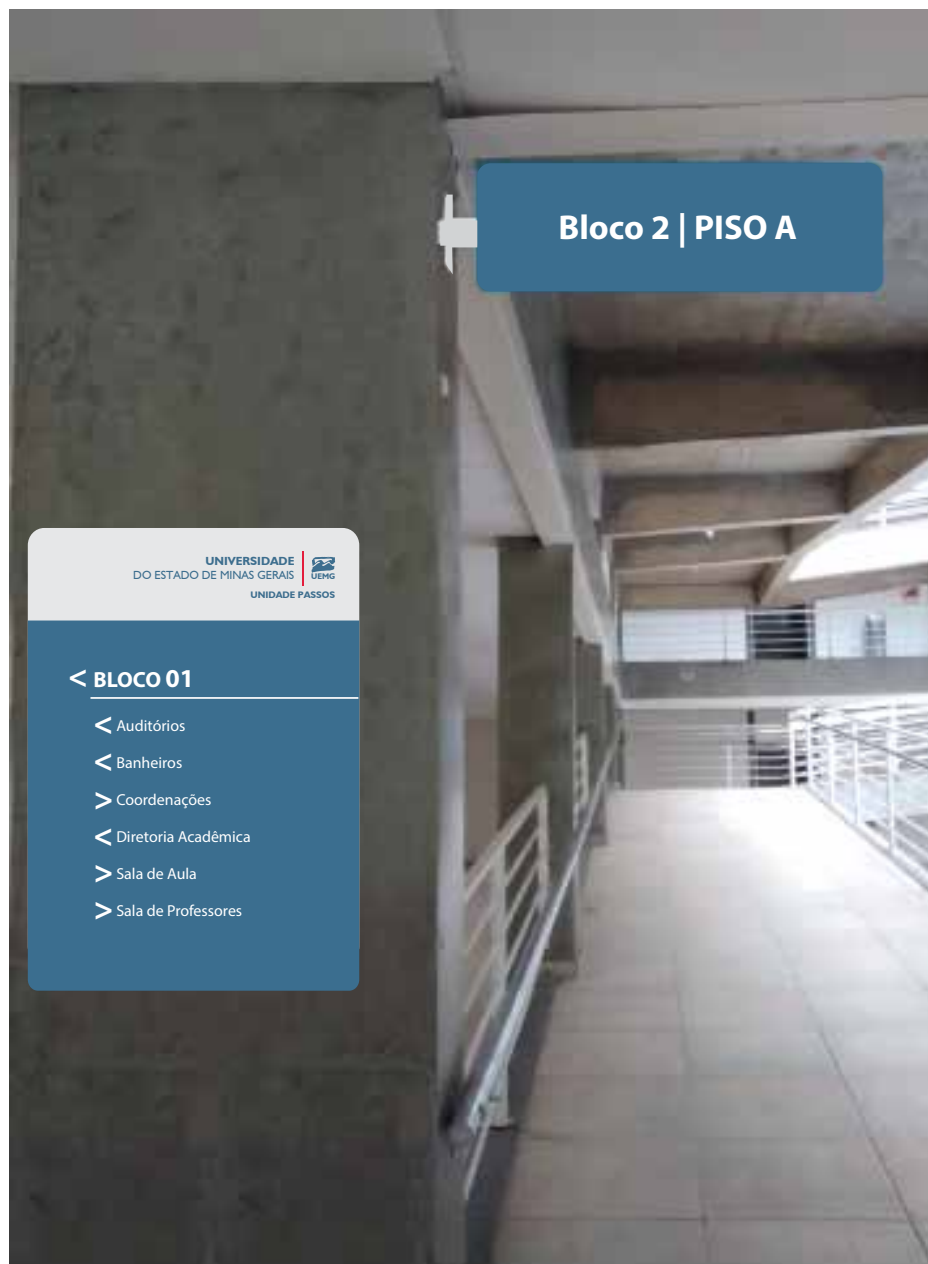 Bloco 2 | PISO A
UNIVERSIDADE
DO ESTADO DE MINAS GERAIS
UEMG
UNIDADE PASSOS
< BLOCO 01
< Auditórios
< Banheiros
> Coordenações
< Diretoria Acadêmica
> Sala de Aula
> Sala de Professores